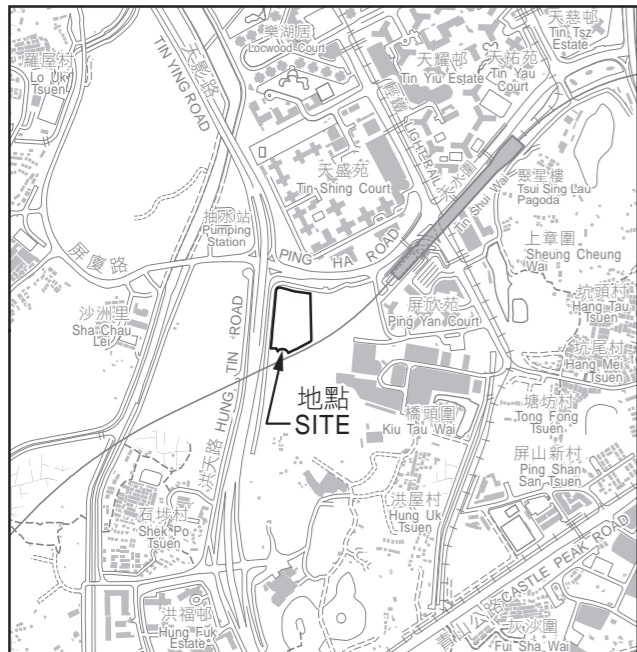 羅屋村
Lo Uk
Tsuen
天影路
TIN YING ROAD
樂湖居
Locwood Court
天耀邨
Tin Yiu Estate
天祐苑
Tin Yau
Court
天慈邨
Tin Tsz
Estate
輕鐵
LIGHT RAIL
天盛苑
Tin Shing Court
天水圍
Tin Shui Wai
聚星樓
Tsui Sing Lau
Pagoda
抽水站
Pumping
Station
屏廈路
PING HA ROAD
上章圍
Sheung Cheung
Wai
坑頭村
Hang Tau
Tsuen
沙洲里
Sha Chau
Lei
屏欣苑
Ping Yan Court
坑尾村
Hang Mei
Tsuen
地點
SITE
橋頭圍
Kiu Tau Wai
塘坊村
Tong Fong
Tsuen
屏山新村
Ping Shan
San Tsuen
洪天路
HUNG TIN ROAD
石埗村
Shek Po
Tsuen
洪屋村
Hung Uk
Tsuen
青山公路
CASTLE PEAK ROAD
洪福邨
Hung Fuk
Estate
灰沙圍
Fui Sha Wai